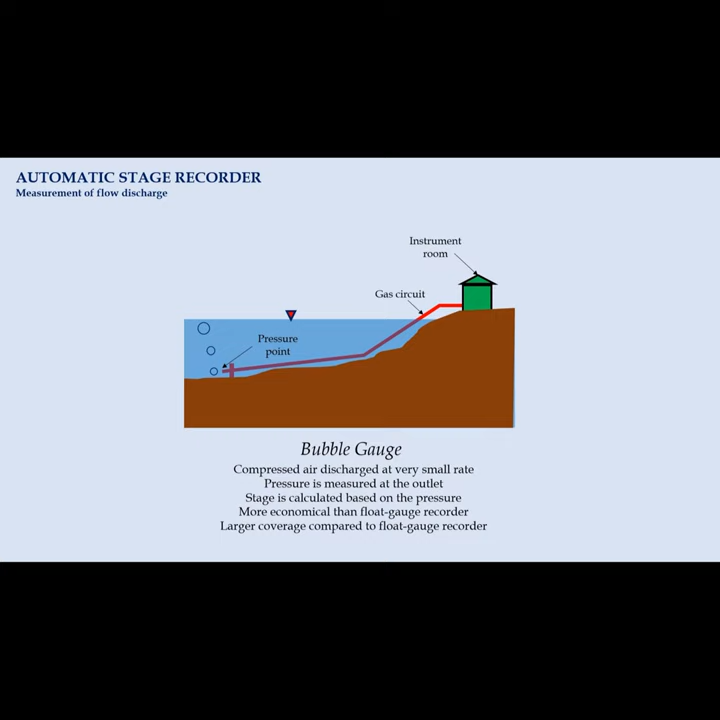 AUTOMATIC STAGE RECORDER
Measurement of flow discharge
Instrument
room
Gas circuit
Pressure
point
Bubble Gauge
Compressed air discharged at very small rate
Pressure is measured at the outlet
Stage is calculated based on the pressure
More economical than float-gauge recorder
Larger coverage compared to float-gauge recorder